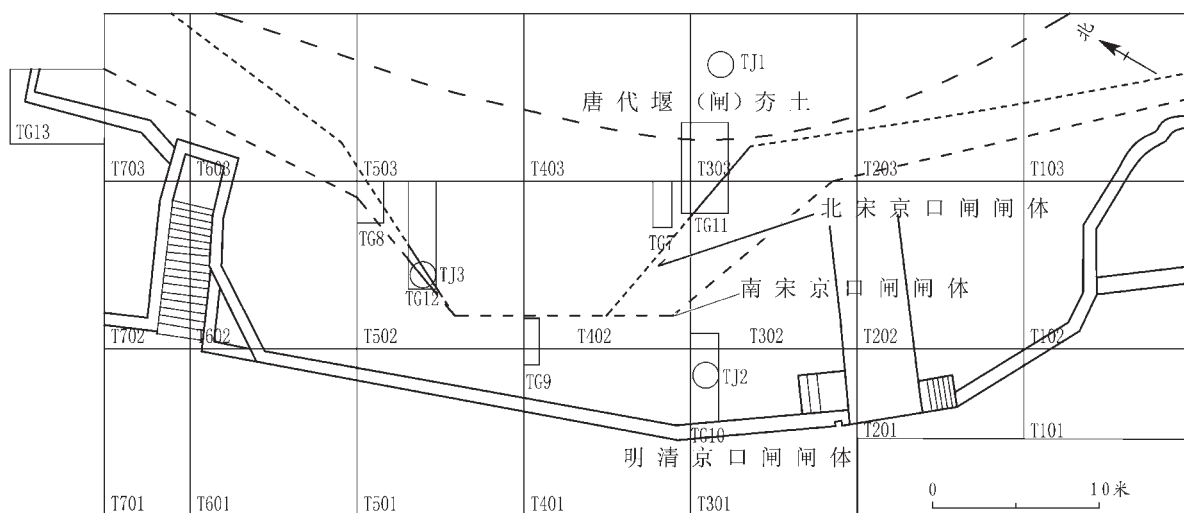 北
TJ1
唐代堰（闸）夯土
TG13
T703
T603
T503
T403
T303
T203
T103
TG8
TG7
TG11
北宋京口闸闸体
TJ3
TG12
南宋京口闸闸体
T702
T602
T502
T402
T302
T202
T102
TG9
TJ2
TG10
T201
T101
明清京口闸闸体
0
10米
T701
T601
T501
T401
T301